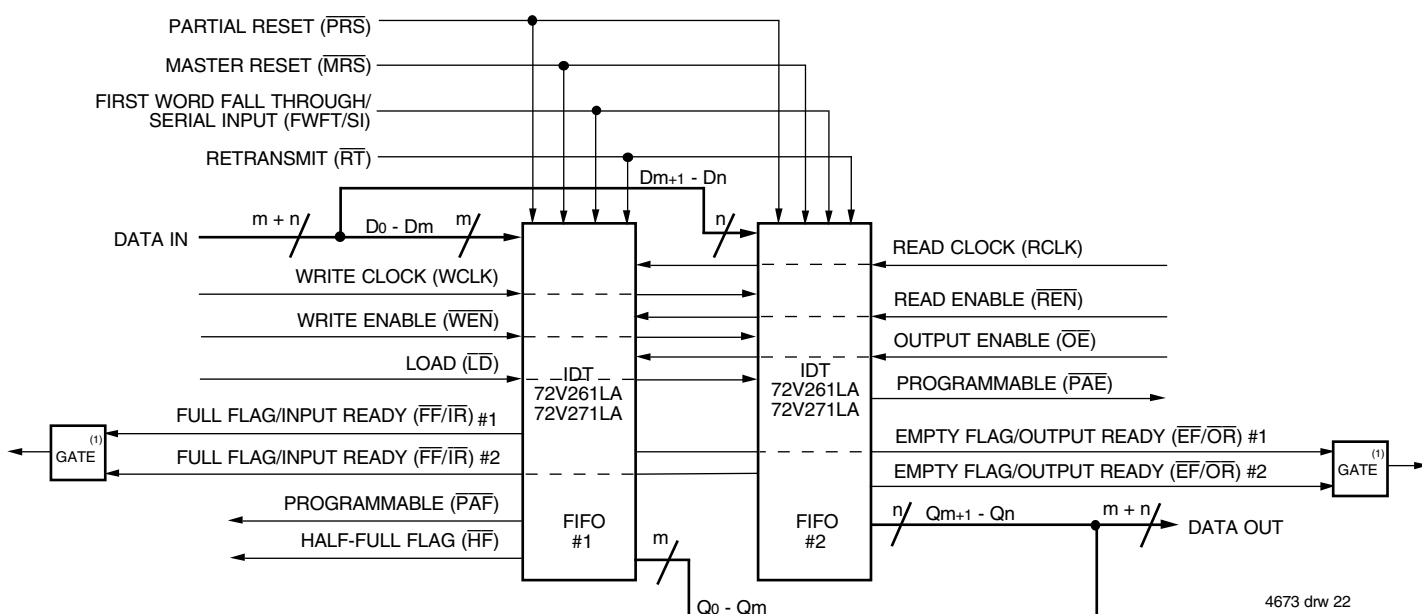 PARTIAL RESET (PRS)
MASTER RESET (MRS)
FIRST WORD FALL THROUGH/
SERIAL INPUT (FWFT/SI)
RETRANSMIT (RT)
Dm+1 - Dn
m + n
D0 - Dm
m
n
DATA IN
READ CLOCK (RCLK)
WRITE CLOCK (WCLK)
READ ENABLE (REN)
WRITE ENABLE (WEN)
OUTPUT ENABLE (OE)
LOAD (LD)
IDT
72V261LA
72V271LA
IDT
72V261LA
72V271LA
PROGRAMMABLE (PAE)
FULL FLAG/INPUT READY (FF/IR) #1
EMPTY FLAG/OUTPUT READY (EF/OR) #1
(1)
GATE
FULL FLAG/INPUT READY (FF/IR) #2
EMPTY FLAG/OUTPUT READY (EF/OR) #2
(1)
GATE
PROGRAMMABLE (PAF)
FIFO
#1
FIFO
#2
n
Qm+1 - Qn
m + n
DATA OUT
HALF-FULL FLAG (HF)
m
Q0 - Qm
4673 drw 22